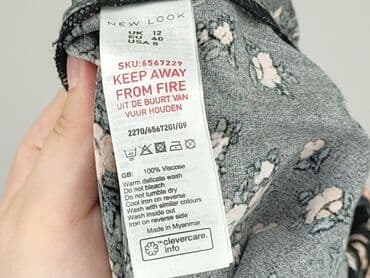 NEW LOOK
UK 12
EU 40
USA 8
SKU:6567229
KEEP AWAY
FROM FIRE
UIT DE BUURT VAN
VUUR HOUDEN
2270/6567201/09
GB: 100% Viscose
Warm delicate wash
Do not bleach
Do not tumble dry
Cool iron on reverse
Wash with similar colours
Wash inside out
Iron on reverse side
Made in Myanmar
clevercare.
info